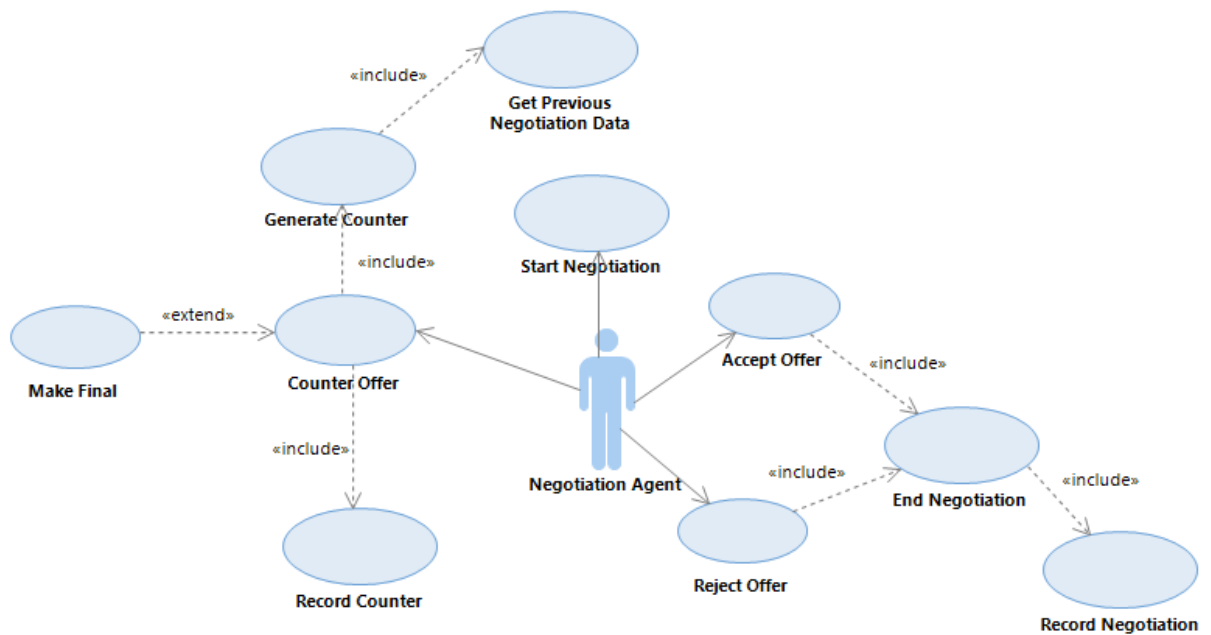 «include»
Get Previous
Negotiation Data
Generate Counter
«include»
Start Negotiation
«extend»
Make Final
Counter Offer
Accept Offer
«include»
«include»
Negotiation Agent
«include»
End Negotiation
«include»
Reject Offer
Record Counter
Record Negotiation